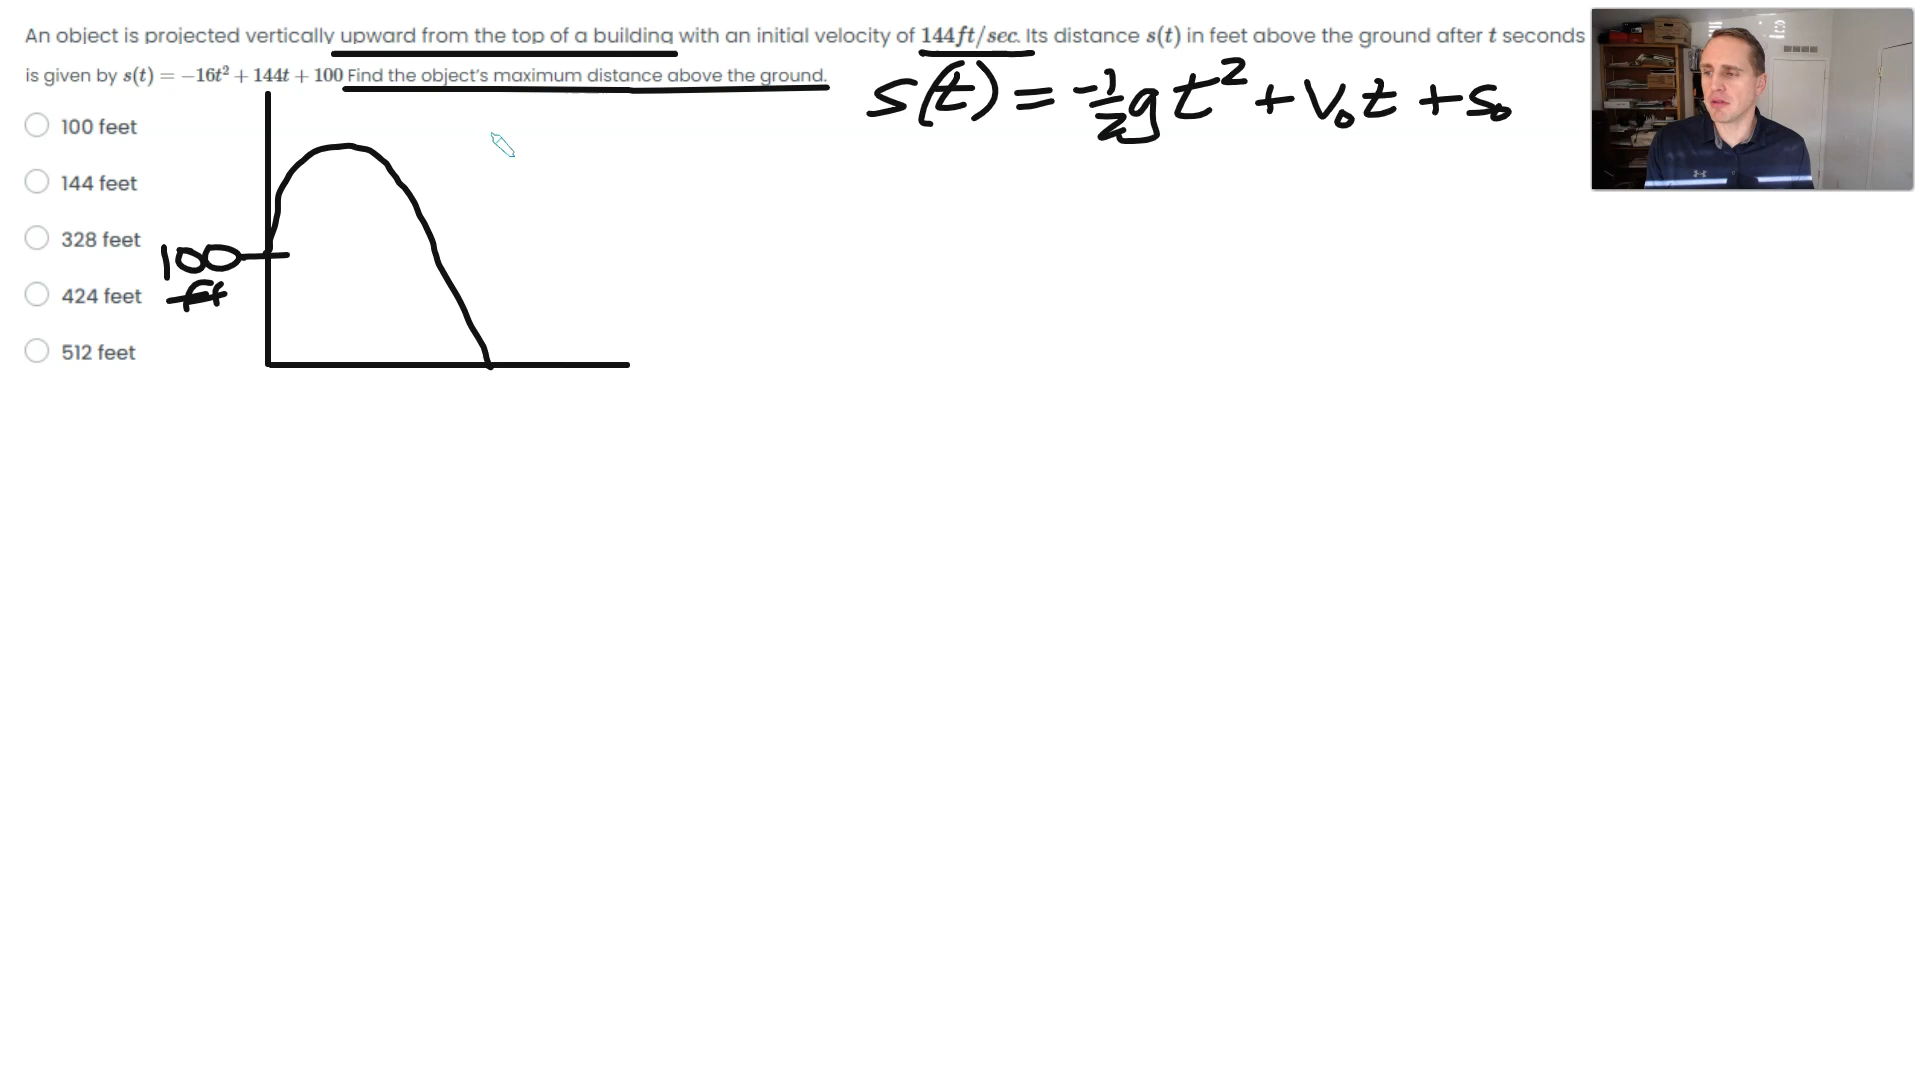 An object is projected vertically upward from the top of a building with an initial velocity of 144ft/sec. Its distance s(t) in feet above the ground after t seconds
is given by s(t) = −16t² + 144t + 100 Find the object's maximum distance above the ground.
s(t) = -1/2 g t² + V₀t + s₀
100 feet
144 feet
328 feet
100
424 feet
ft
512 feet